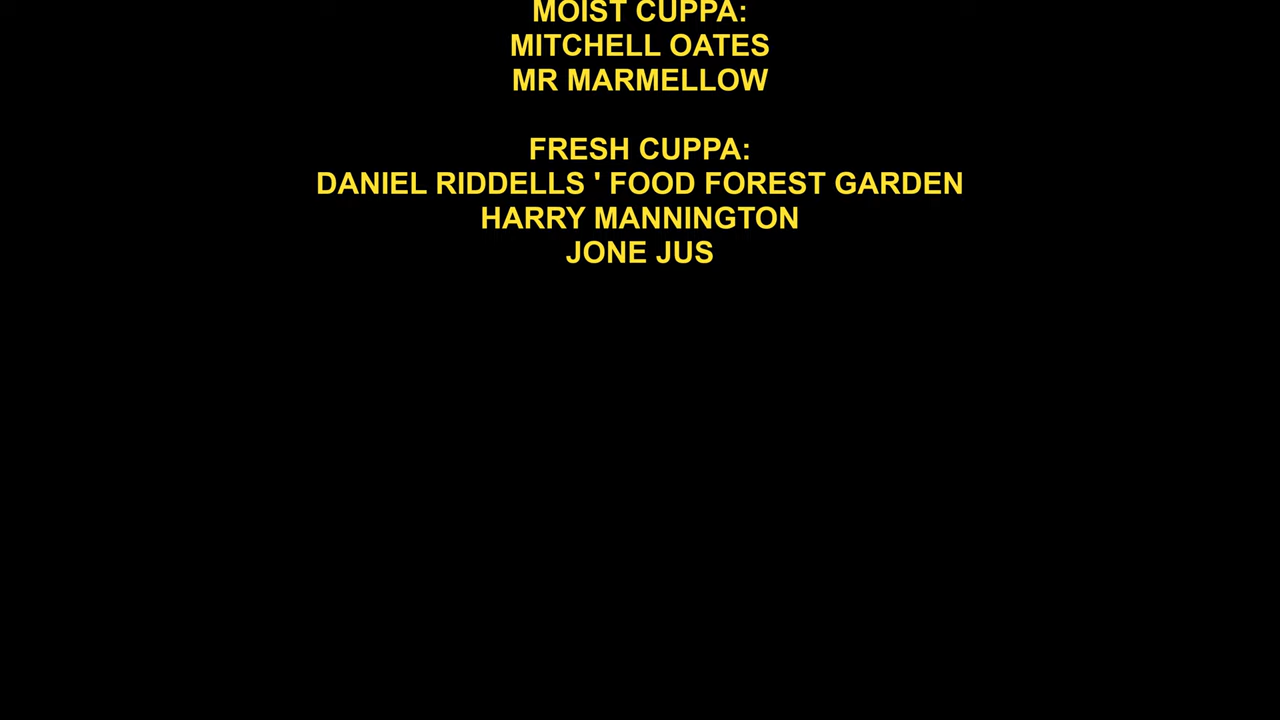 MOIST CUPPA:
MITCHELL OATES
MR MARMELLOW
FRESH CUPPA:
DANIEL RIDDELLS ' FOOD FOREST GARDEN
HARRY MANNINGTON
JONE JUS